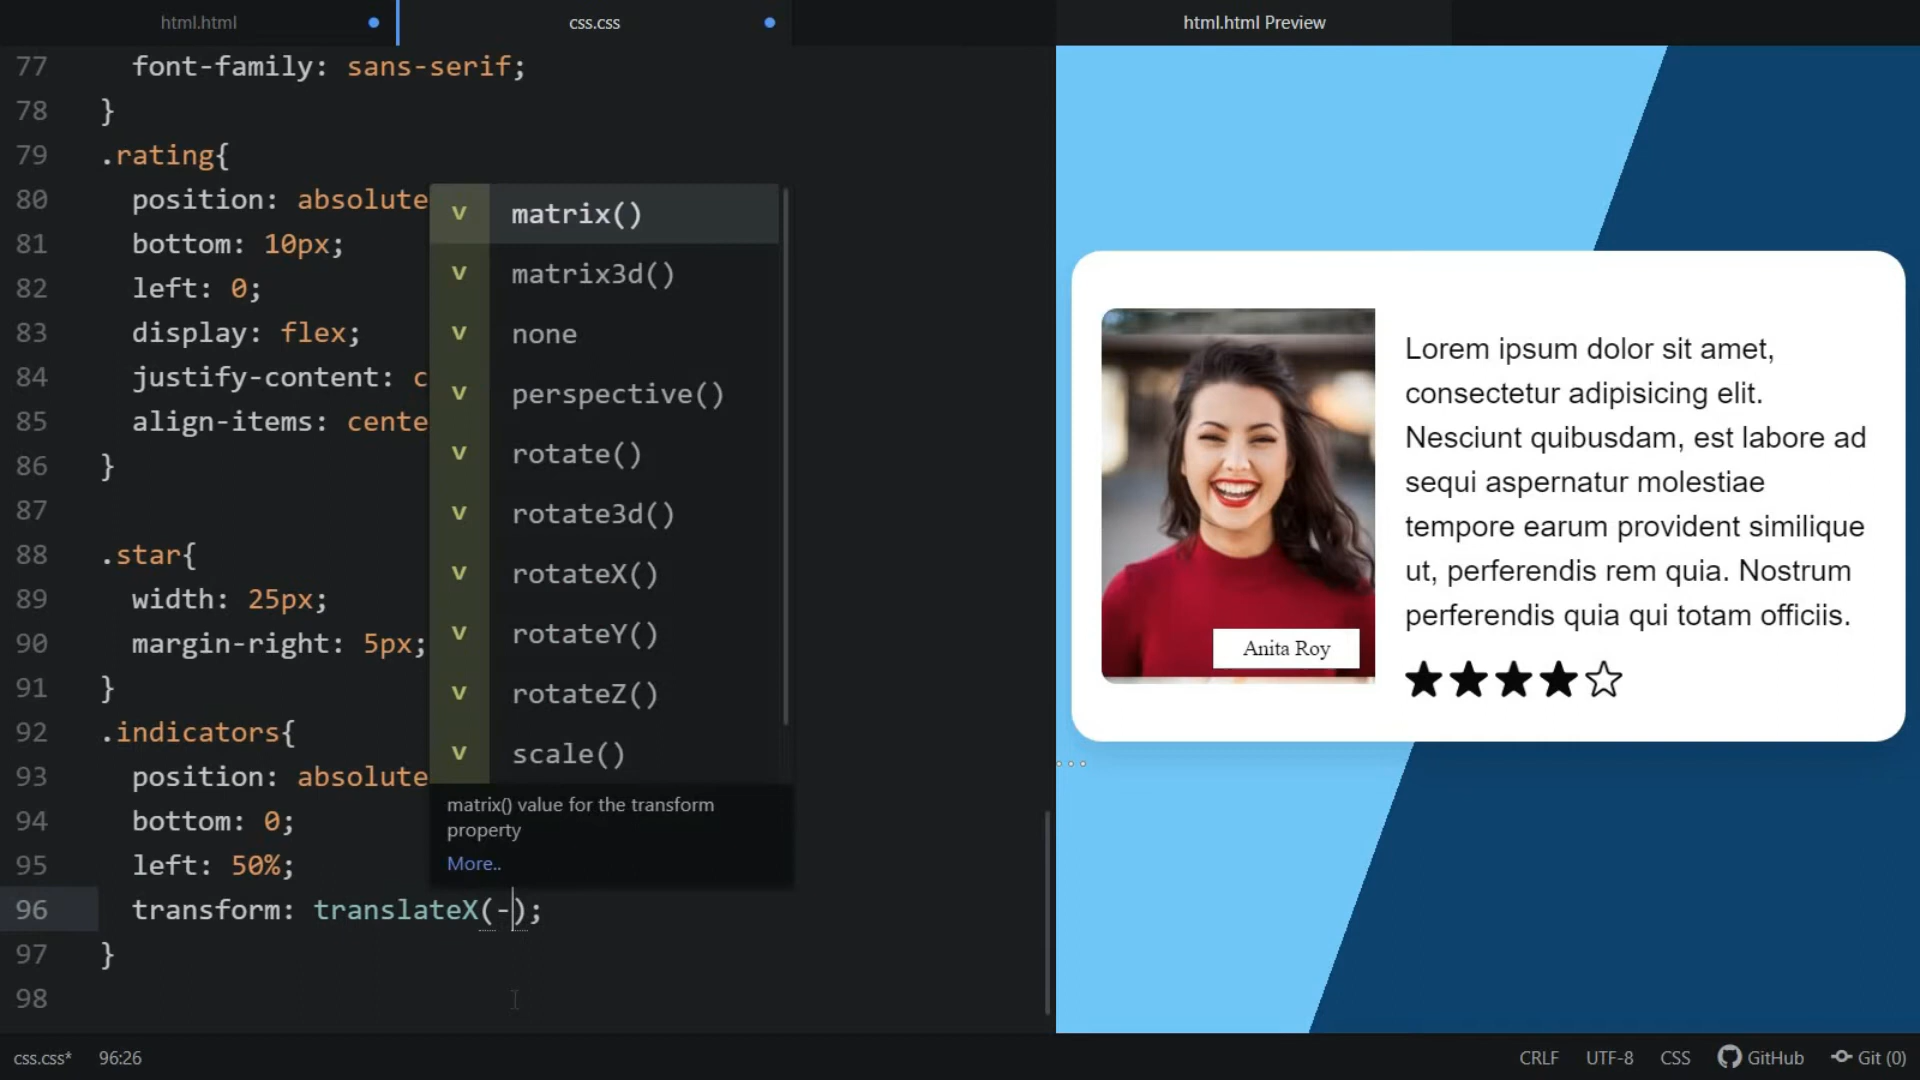 html.html
css.css
html.html Preview
77 font-family: sans-serif;
78 }
79 .rating{
80 position: absolute
81 bottom: 10px;
82 left: 0;
83 display: flex;
84 justify-content: c
85 align-items: cente
86 }
87
88 .star{
89 width: 25px;
90 margin-right: 5px;
91 }
92 .indicators{
93 position: absolute
94 bottom: 0;
95 left: 50%;
96 transform: translateX(-);
97 }
98
v matrix()
v matrix3d()
v none
v perspective()
v rotate()
v rotate3d()
v rotateX()
v rotateY()
v rotateZ()
v scale()
matrix() value for the transform
property
More..
Lorem ipsum dolor sit amet,
consectetur adipisicing elit.
Nesciunt quibusdam, est labore ad
sequi aspernatur molestiae
tempore earum provident similique
ut, perferendis rem quia. Nostrum
perferendis quia qui totam officiis.
Anita Roy
css.css* 96:26
CRLF UTF-8 CSS GitHub Git (0)